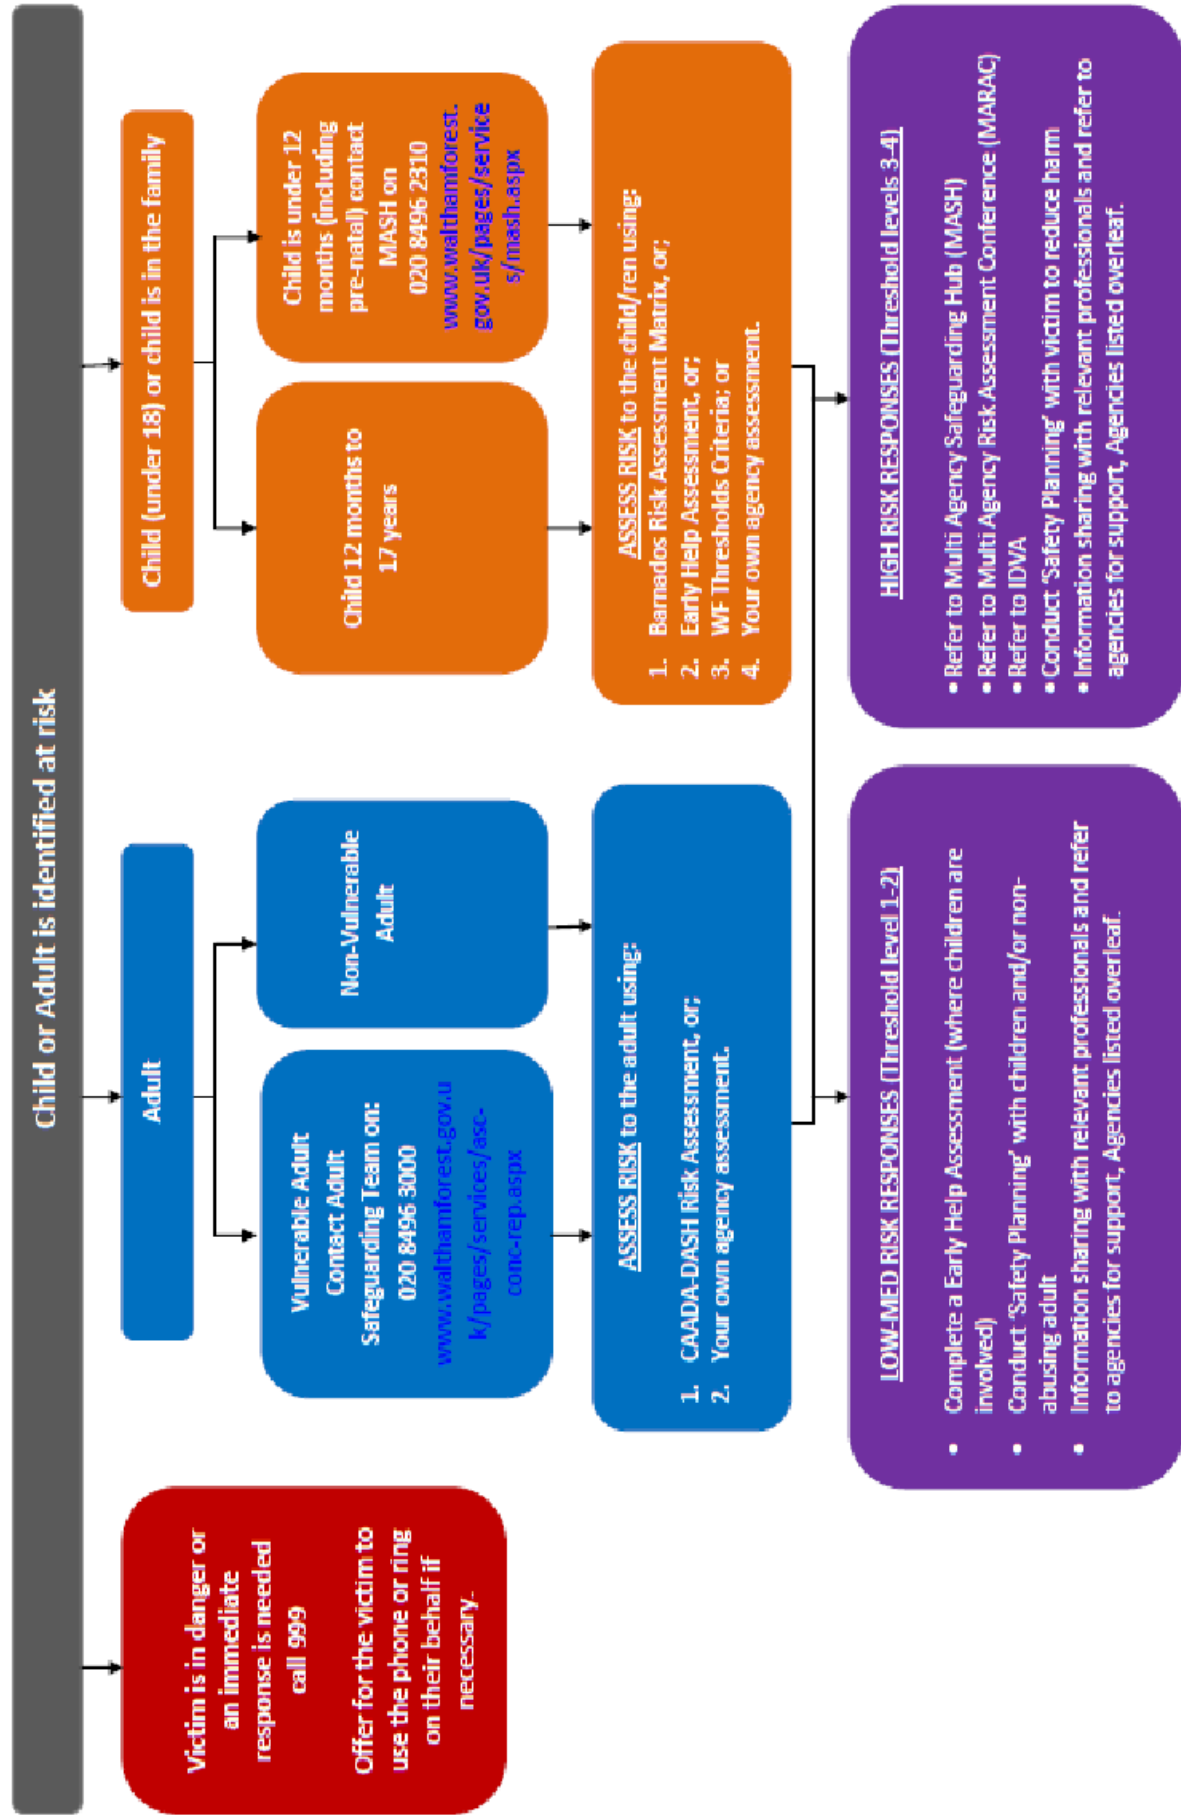 Child or Adult is identified at risk
Victim is in danger or
an immediate
response is needed
call 999
Offer for the victim to
use the phone or ring
on their behalf if
necessary.
Adult
Vulnerable Adult
Contact Adult
Safeguarding Team on:
020 8496 3000
www.walthamforest.gov.u
k/pages/services/asc-
conc-rep.aspx
Non-Vulnerable
Adult
ASSESS RISK to the adult using:
1. CAADA-DASH Risk Assessment, or;
2. Your own agency assessment.
Child (under 18) or child is in the family
Child 12 months to
17 years
Child is under 12
months (including
pre-natal) contact
MASH on
020 8496 2310
www.walthamforest.
gov.uk/pages/service
s/mash.aspx
ASSESS RISK to the child/ren using:
1. Barnados Risk Assessment Matrix, or;
2. Early Help Assessment, or;
3. WF Thresholds Criteria; or
4. Your own agency assessment.
LOW-MED RISK RESPONSES (Threshold level 1-2)
• Complete a Early Help Assessment (where children are
involved)
• Conduct 'Safety Planning' with children and/or non-
abusing adult
• Information sharing with relevant professionals and refer
to agencies for support, Agencies listed overleaf.
HIGH RISK RESPONSES (Threshold levels 3-4)
• Refer to Multi Agency Safeguarding Hub (MASH)
• Refer to Multi Agency Risk Assessment Conference (MARAC)
• Refer to IDVA
• Conduct 'Safety Planning' with victim to reduce harm
• Information sharing with relevant professionals and refer to
agencies for support, Agencies listed overleaf.